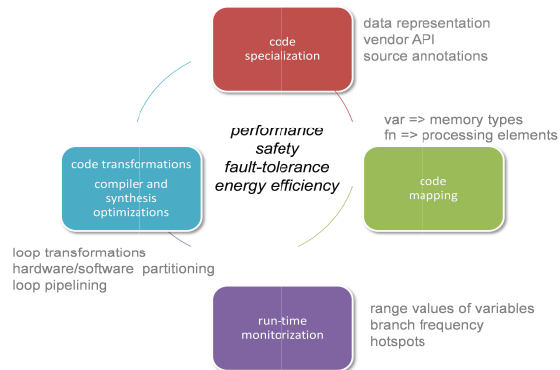 code
specialization
data representation
vendor API
source annotations
var => memory types
fn => processing elements
performance
safety
fault-tolerance
energy efficiency
code transformations
compiler and
synthesis
optimizations
code
mapping
loop transformations
hardware/software partitioning
loop pipelining
run-time
monitorization
range values of variables
branch frequency
hotspots